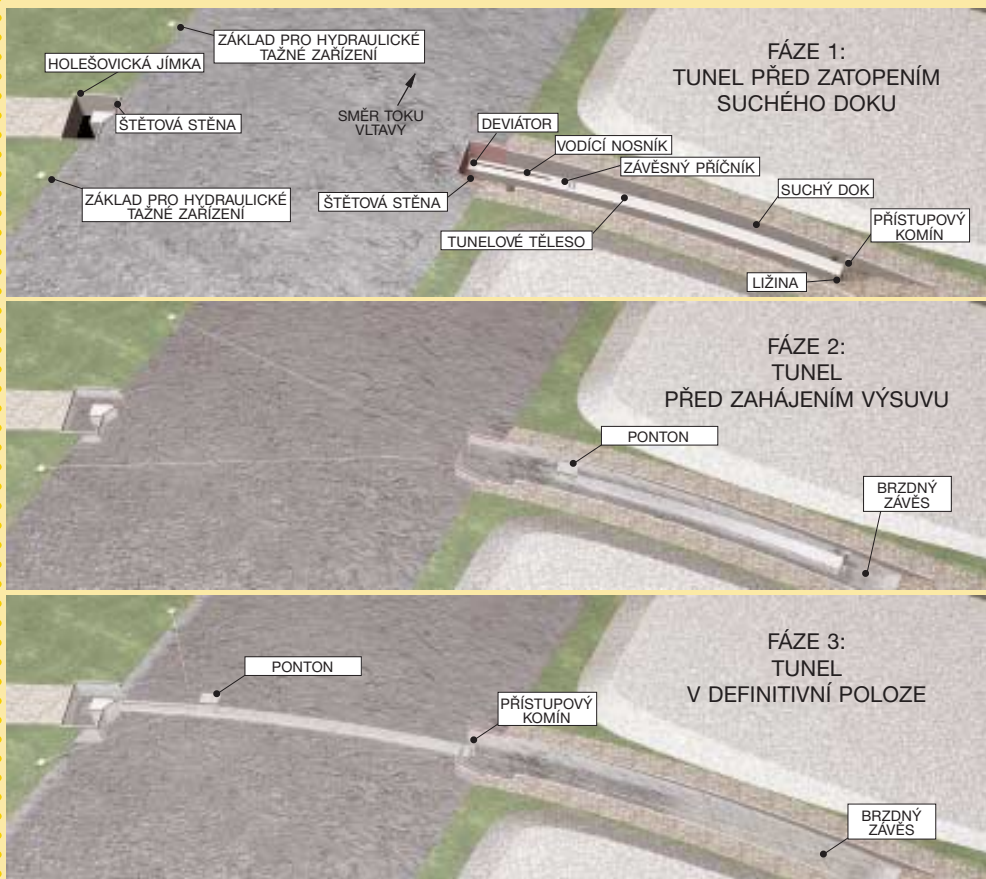 ZÁKLAD PRO HYDRAULICKÉ
TAŽNÉ ZAŘÍZENÍ
HOLEŠOVICKÁ JÍMKA
ŠTĚTOVÁ STĚNA
SMĚR TOKU
VLTAVY
ZÁKLAD PRO HYDRAULICKÉ
TAŽNÉ ZAŘÍZENÍ
FÁZE 1:
TUNEL PŘED ZATOPENÍM
SUCHÉHO DOKU
DEVIÁTOR
VODÍCÍ NOSNÍK
ZÁVĚSNÝ PŘÍČNÍK
SUCHÝ DOK
ŠTĚTOVÁ STĚNA
PŘÍSTUPOVÝ
KOMÍN
TUNELOVÉ TĚLESO
LIŽINA
FÁZE 2:
TUNEL
PŘED ZAHÁJENÍM VÝSUVU
PONTON
BRZDNÝ
ZÁVĚS
FÁZE 3:
TUNEL
V DEFINITIVNÍ POLOZE
PONTON
PŘÍSTUPOVÝ
KOMÍN
BRZDNÝ
ZÁVĚS